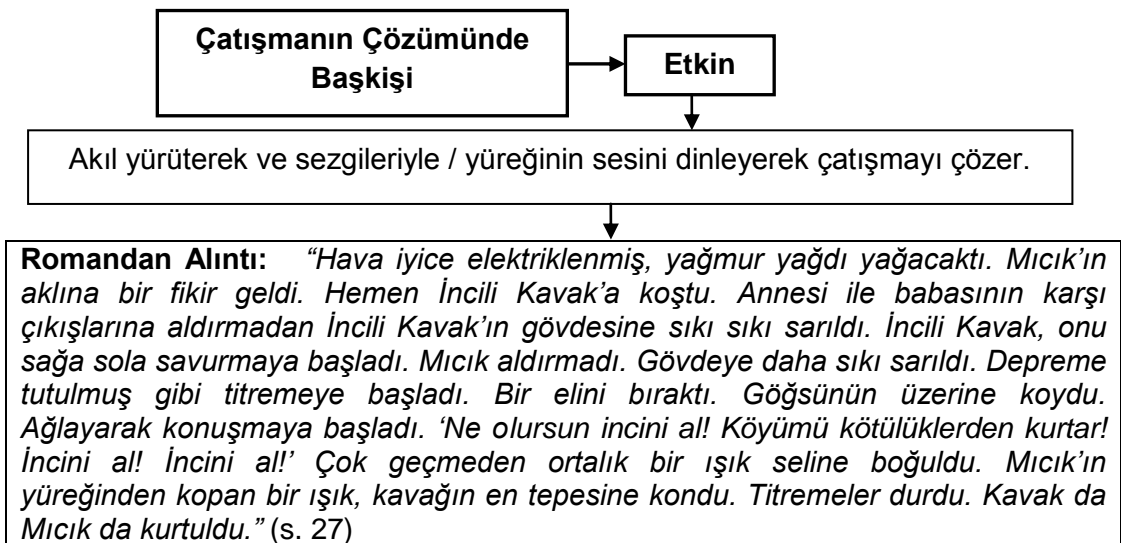 Çatışmanın Çözümünde
Başkişi
Etkin
Akıl yürüterek ve sezgileriyle / yüreğinin sesini dinleyerek çatışmayı çözer.
Romandan Alıntı: “Hava iyice elektriklenmiş, yağmur yağdı yağacaktı. Mıcık’ın
aklına bir fikir geldi. Hemen İncili Kavak’a koştu. Annesi ile babasının karşı
çıkışlarına aldırmadan İncili Kavak’ın gövdesine sıkı sıkı sarıldı. İncili Kavak, onu
sağa sola savurmaya başladı. Mıcık aldırmadı. Gövdeye daha sıkı sarıldı. Depreme
tutulmuş gibi titremeye başladı. Bir elini bıraktı. Göğsünün üzerine koydu.
Ağlayarak konuşmaya başladı. ‘Ne olursun incini al! Köyümü kötülüklerden kurtar!
İncini al! İncini al!’ Çok geçmeden ortalık bir ışık seline boğuldu. Mıcık’ın
yüreğinden kopan bir ışık, kavağın en tepesine kondu. Titremeler durdu. Kavak da
Mıcık da kurtuldu.” (s. 27)